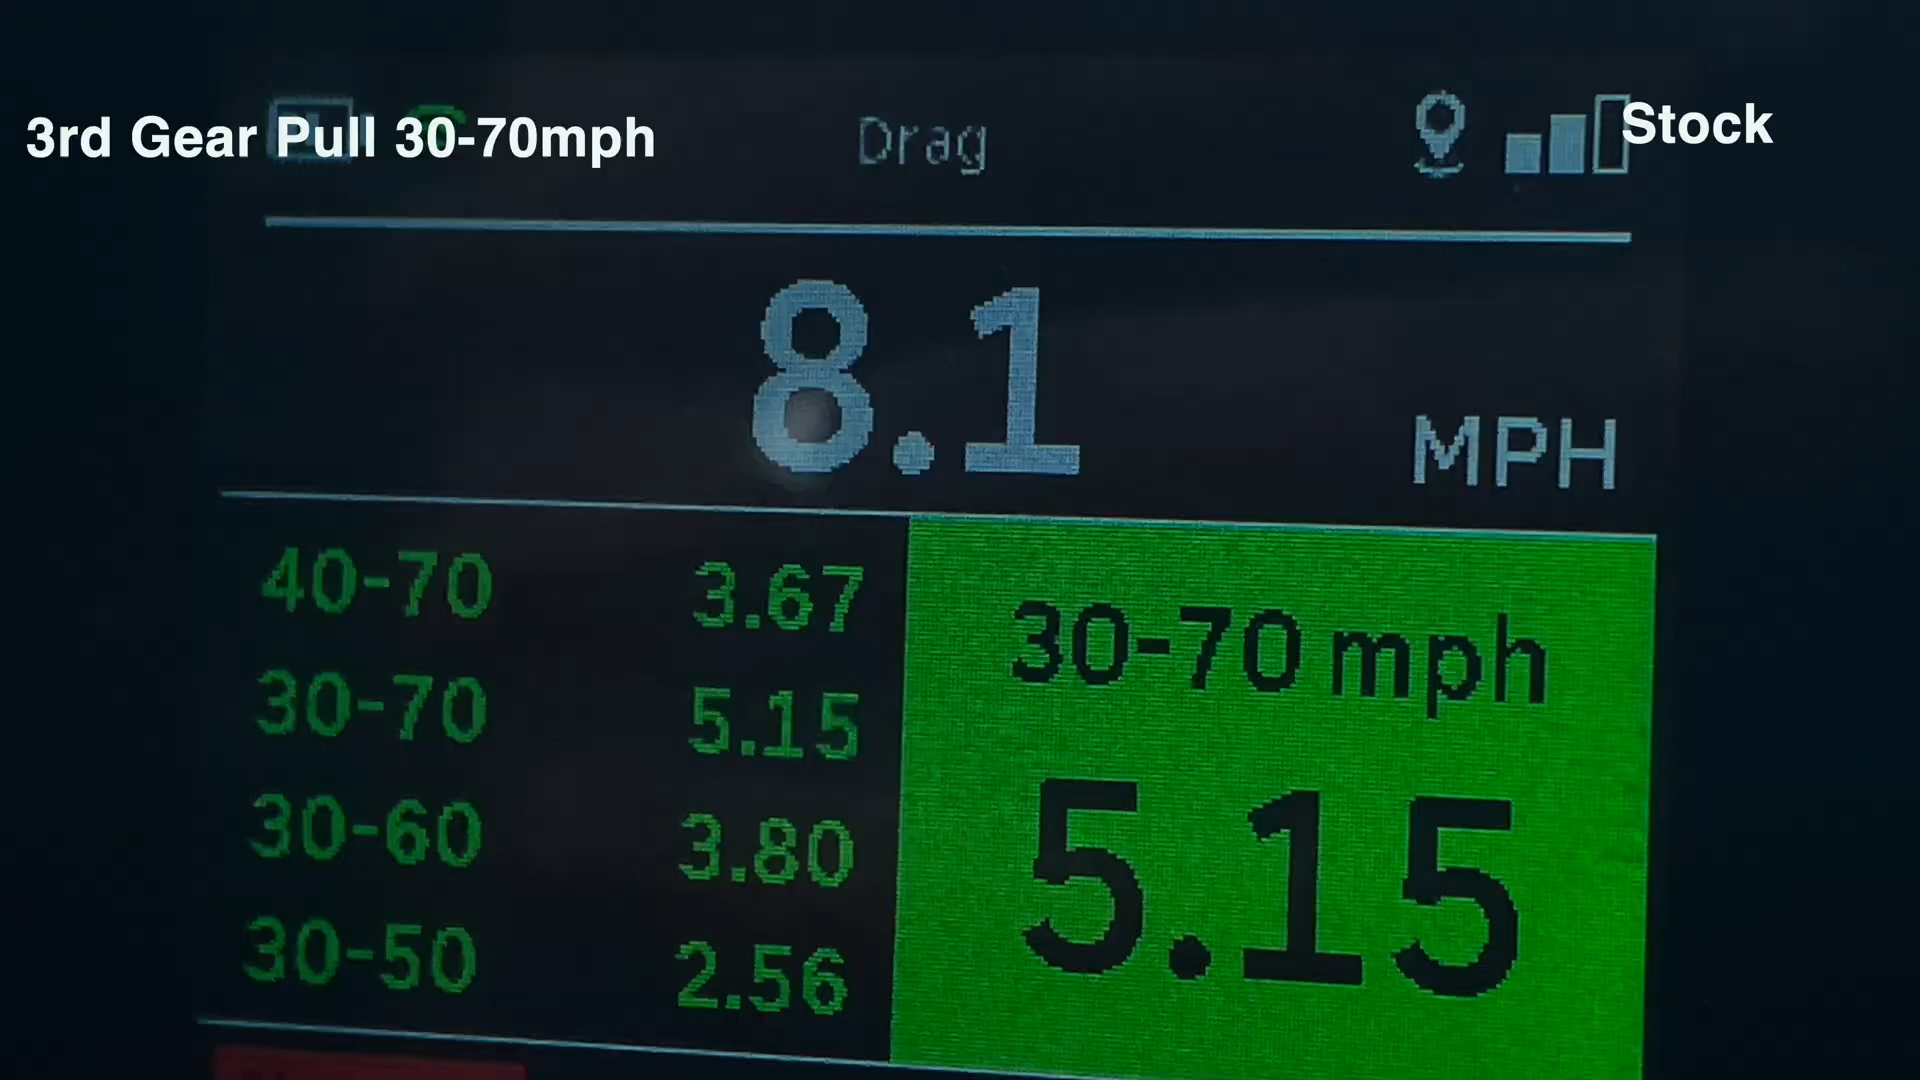 3rd Gear Pull 30-70mph
Drag
Stock
8.1
MPH
40-70 3.67
30-70 5.15
30-60 3.80
30-50 2.56
30-70 mph
5.15